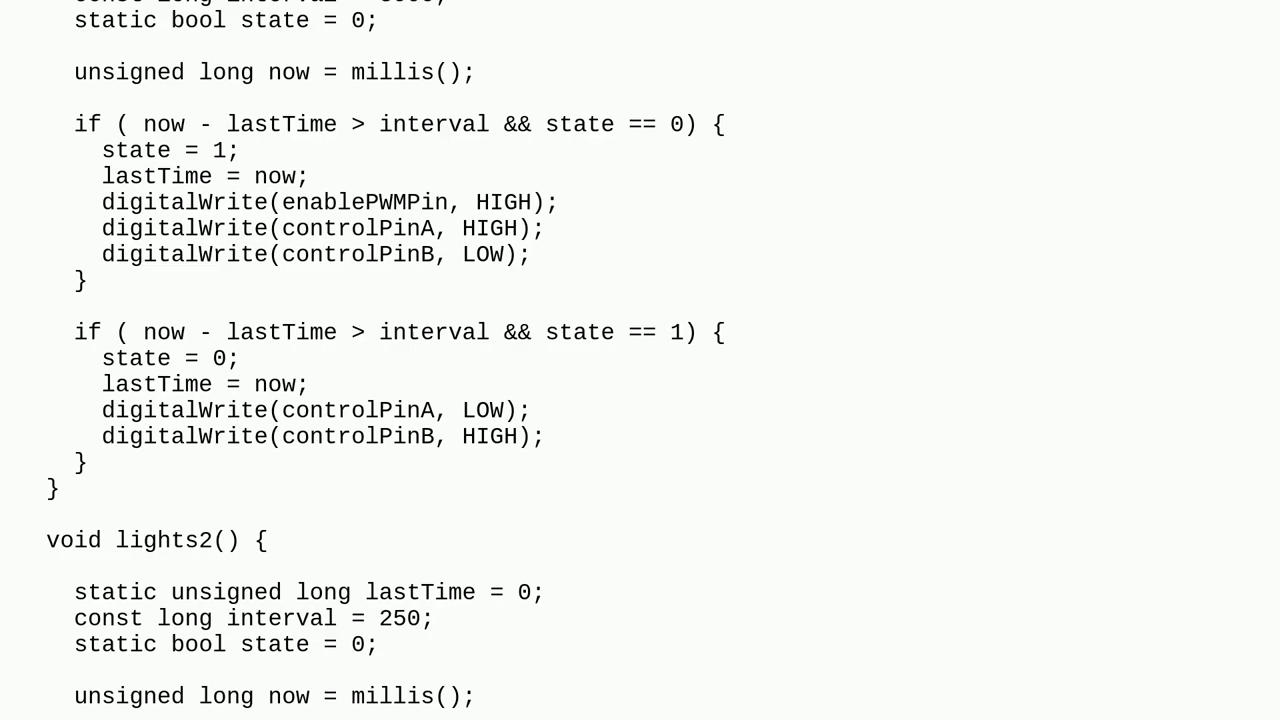 static bool state = 0;
unsigned long now = millis();
if ( now - lastTime > interval && state == 0) {
state = 1;
lastTime = now;
digitalWrite(enablePWMPin, HIGH);
digitalWrite(controlPinA, HIGH);
digitalWrite(controlPinB, LOW);
}
if ( now - lastTime > interval && state == 1) {
state = 0;
lastTime = now;
digitalWrite(controlPinA, LOW);
digitalWrite(controlPinB, HIGH);
}
}
void lights2() {
static unsigned long lastTime = 0;
const long interval = 250;
static bool state = 0;
unsigned long now = millis();